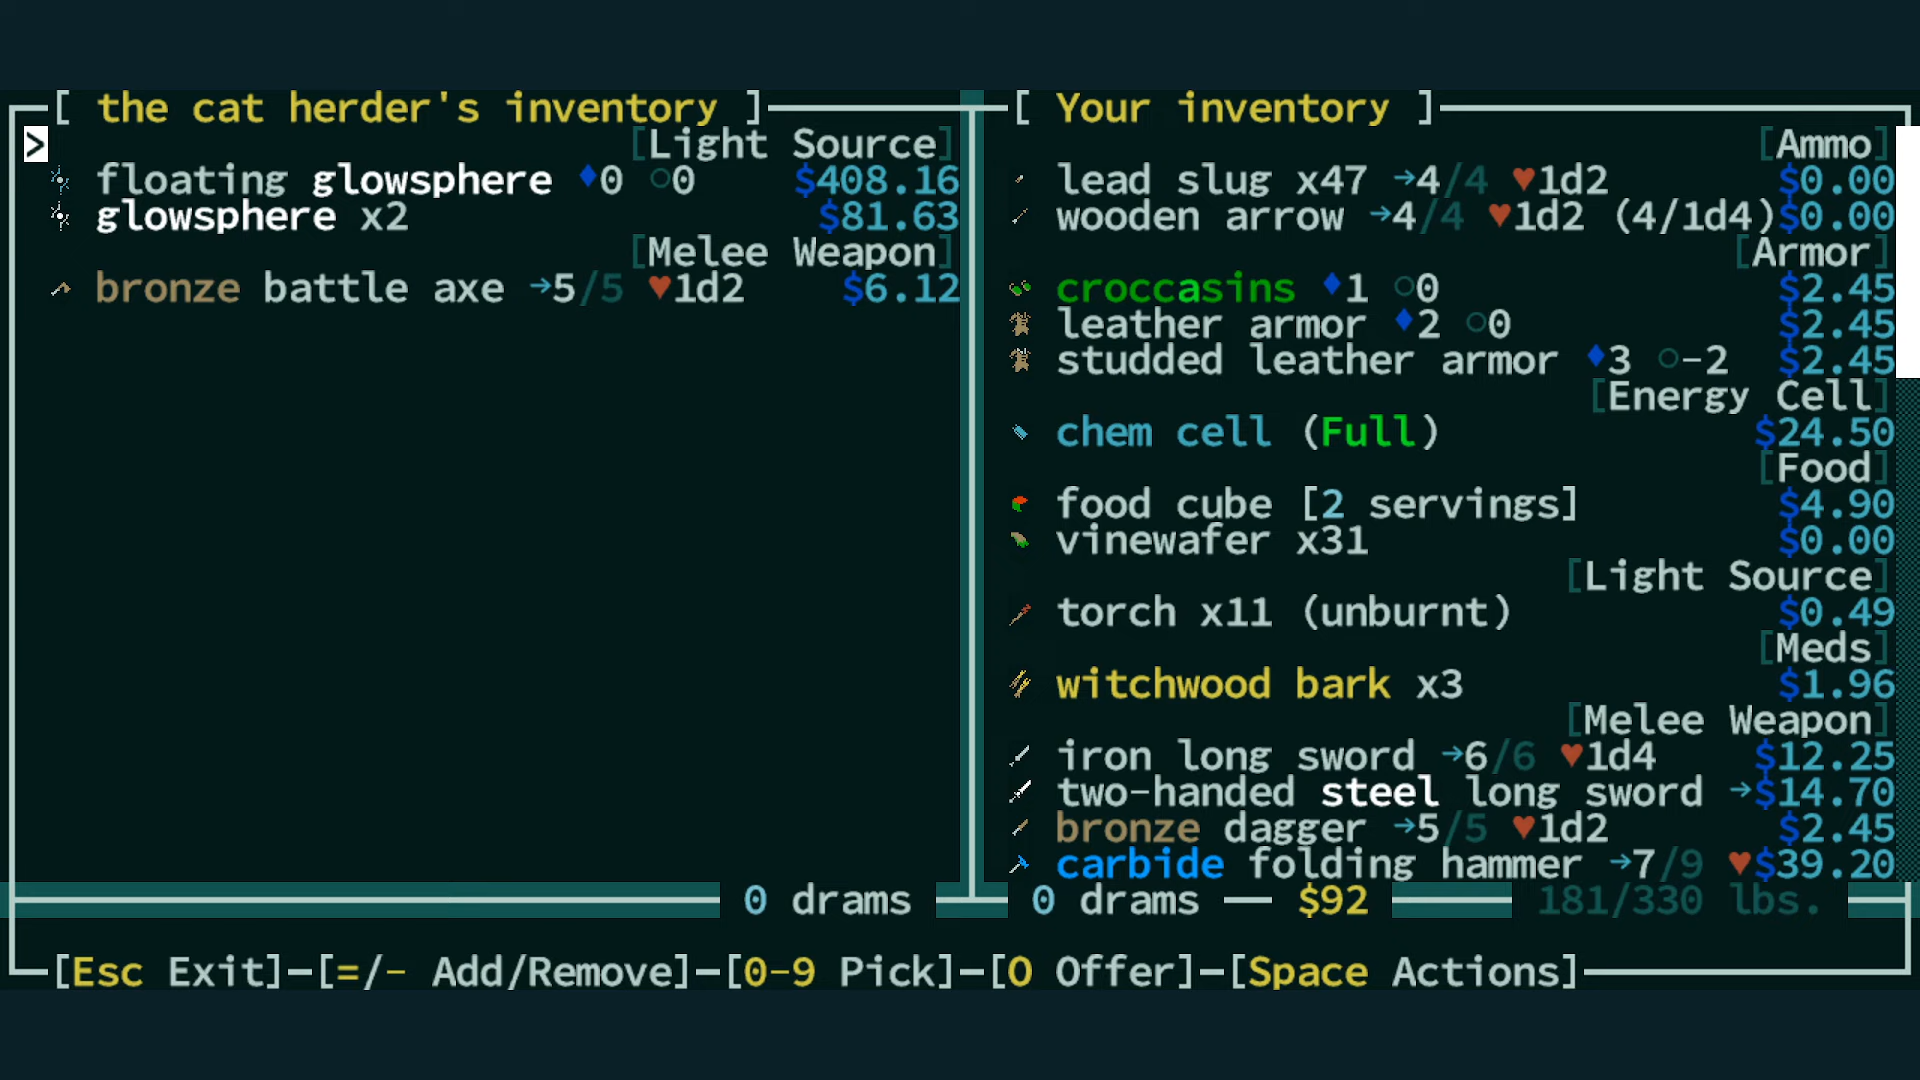 [ the cat herder's inventory ]
>
[Light Source]
floating glowsphere ♦0 ○0 $408.16
glowsphere x2 $81.63
[Melee Weapon]
bronze battle axe →5/5 ♥1d2 $6.12
0 drams
[ Your inventory ]
[Ammo]
lead slug x47 →4/4 ♥1d2 $0.00
wooden arrow →4/4 ♥1d2 (4/1d4) $0.00
[Armor]
croccasins ♦1 ○0 $2.45
leather armor ♦2 ○0 $2.45
studded leather armor ♦3 ○-2 $2.45
[Energy Cell]
chem cell (Full) $24.50
[Food]
food cube [2 servings] $4.90
vinewafer x31 $0.00
[Light Source]
torch x11 (unburnt) $0.49
[Meds]
witchwood bark x3 $1.96
[Melee Weapon]
iron long sword →6/6 ♥1d4 $12.25
two-handed steel long sword →$14.70
bronze dagger →5/5 ♥1d2 $2.45
carbide folding hammer →7/9 ♥$39.20
0 drams — $92 181/330 lbs.
[Esc Exit]-[=/- Add/Remove]-[0-9 Pick]-[O Offer]-[Space Actions]